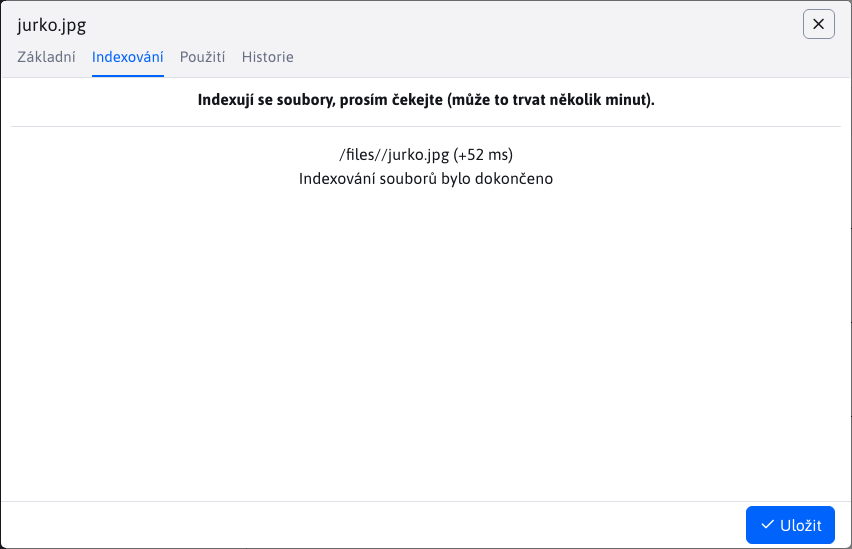 jurko.jpg
Základní Indexování Použití Historie
Indexují se soubory, prosím čekejte (může to trvat několik minut).
/files//jurko.jpg (+52 ms)
Indexování souborů bylo dokončeno
Uložit